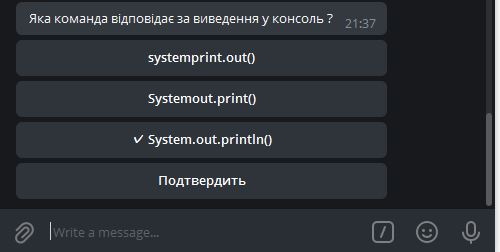 Яка команда відповідає за виведення у консоль ?
21:37
systemprint.out()
Systemout.print()
✓ System.out.println()
Подтвердить
Write a message...